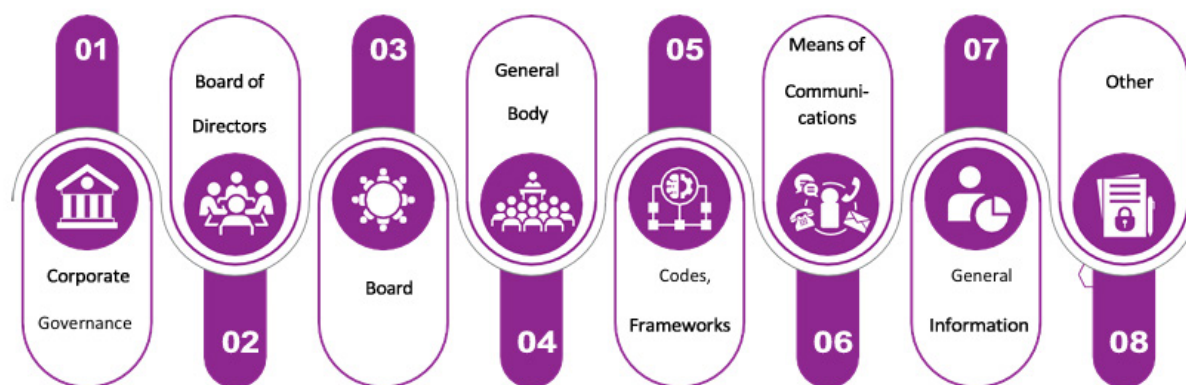 01
Corporate
Governance
Board of
Directors
02
03
Board
General
Body
04
05
Codes,
Frameworks
Means of
Communi-
cations
06
07
General
Information
Other
08